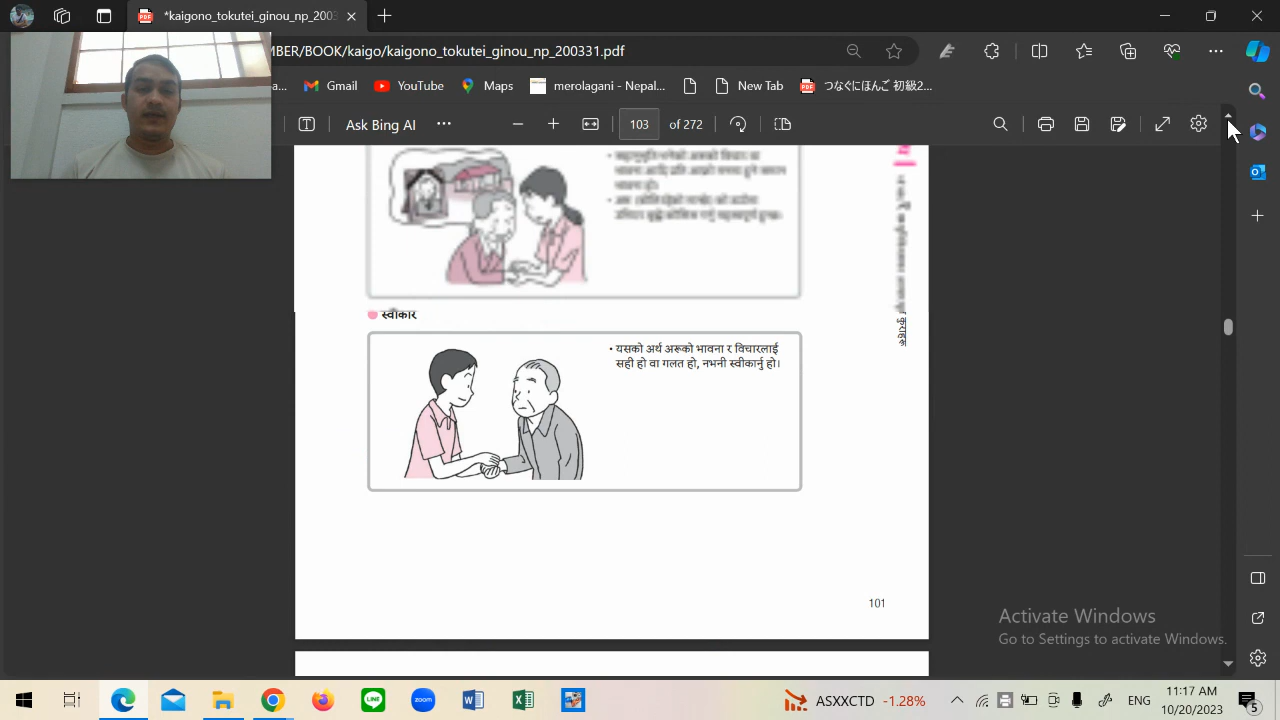 *kaigono_tokutei_ginou_np_2003
MBER/BOOK/kaigo/kaigono_tokutei_ginou_np_200331.pdf
a...
Gmail
YouTube
Maps
merolagani - Nepal...
New Tab
つなぐにほんご 初級2...
Ask Bing AI
103 of 272
स्वीकार
• यसको अर्थ अरूको भावना र विचारलाई
सही हो वा गलत हो, नभनी स्वीकार्नु हो।
101
Activate Windows
Go to Settings to activate Windows.
ASXXCTD -1.28%
ENG
11:17 AM
10/20/2023
5